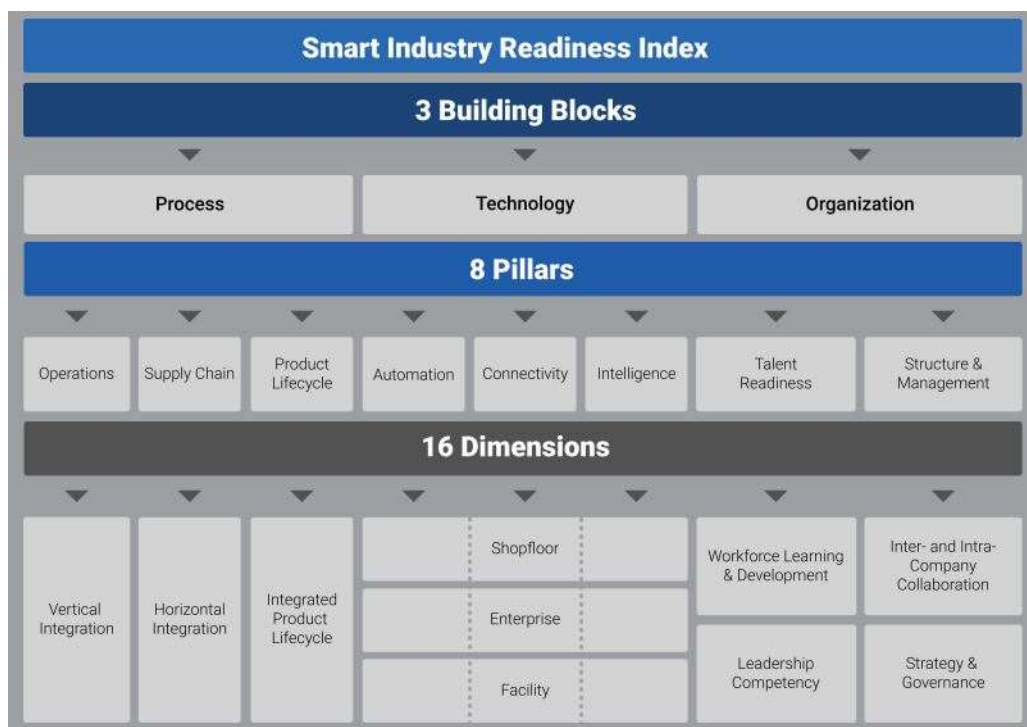 Smart Industry Readiness Index
3 Building Blocks
Process
Technology
Organization
8 Pillars
Operations
Supply Chain
Product
Lifecycle
Automation
Connectivity
Intelligence
Talent
Readiness
Structure &
Management
16 Dimensions
Vertical
Integration
Horizontal
Integration
Integrated
Product
Lifecycle
Shopfloor
Enterprise
Facility
Workforce Learning
& Development
Leadership
Competency
Inter- and Intra-
Company
Collaboration
Strategy &
Governance